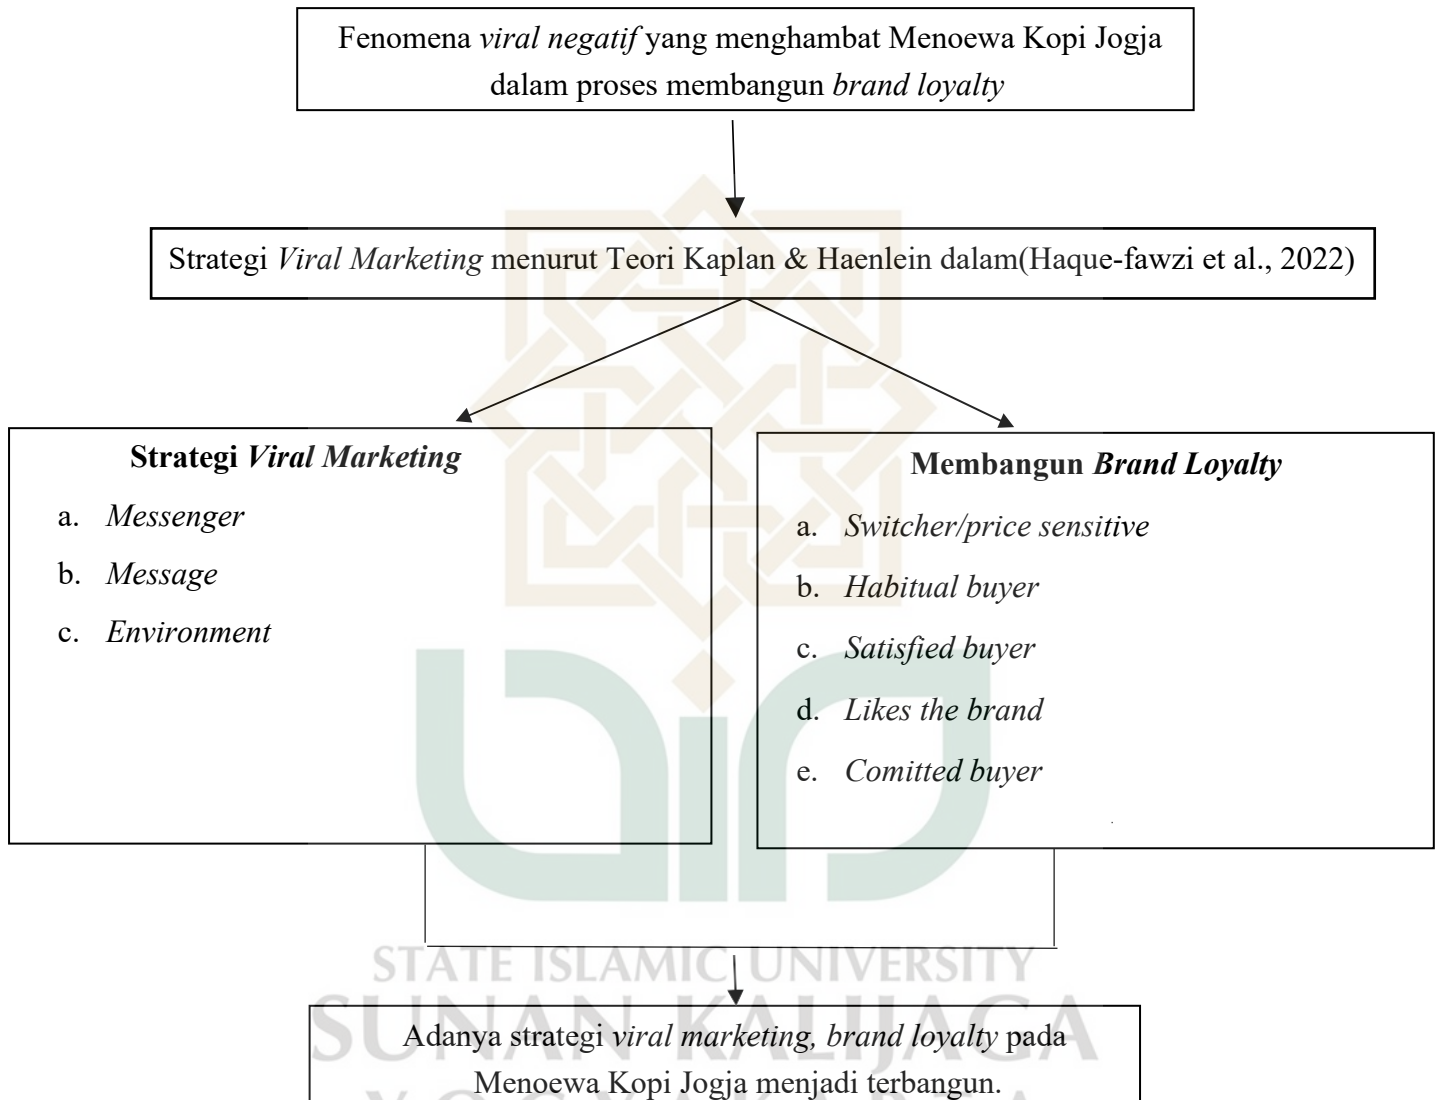 Fenomena viral negatif yang menghambat Menoewa Kopi Jogja
dalam proses membangun brand loyalty
Strategi Viral Marketing menurut Teori Kaplan & Haenlein dalam(Haque-fawzi et al., 2022)
Strategi Viral Marketing
a. Messenger
b. Message
c. Environment
Membangun Brand Loyalty
a. Switcher/price sensitive
b. Habitual buyer
c. Satisfied buyer
d. Likes the brand
e. Comitted buyer
STATE ISLAMIC UNIVERSITY
SUNAN KALIJAGA
Adanya strategi viral marketing, brand loyalty pada
Menoewa Kopi Jogja menjadi terbangun.
YOGYAKARTA